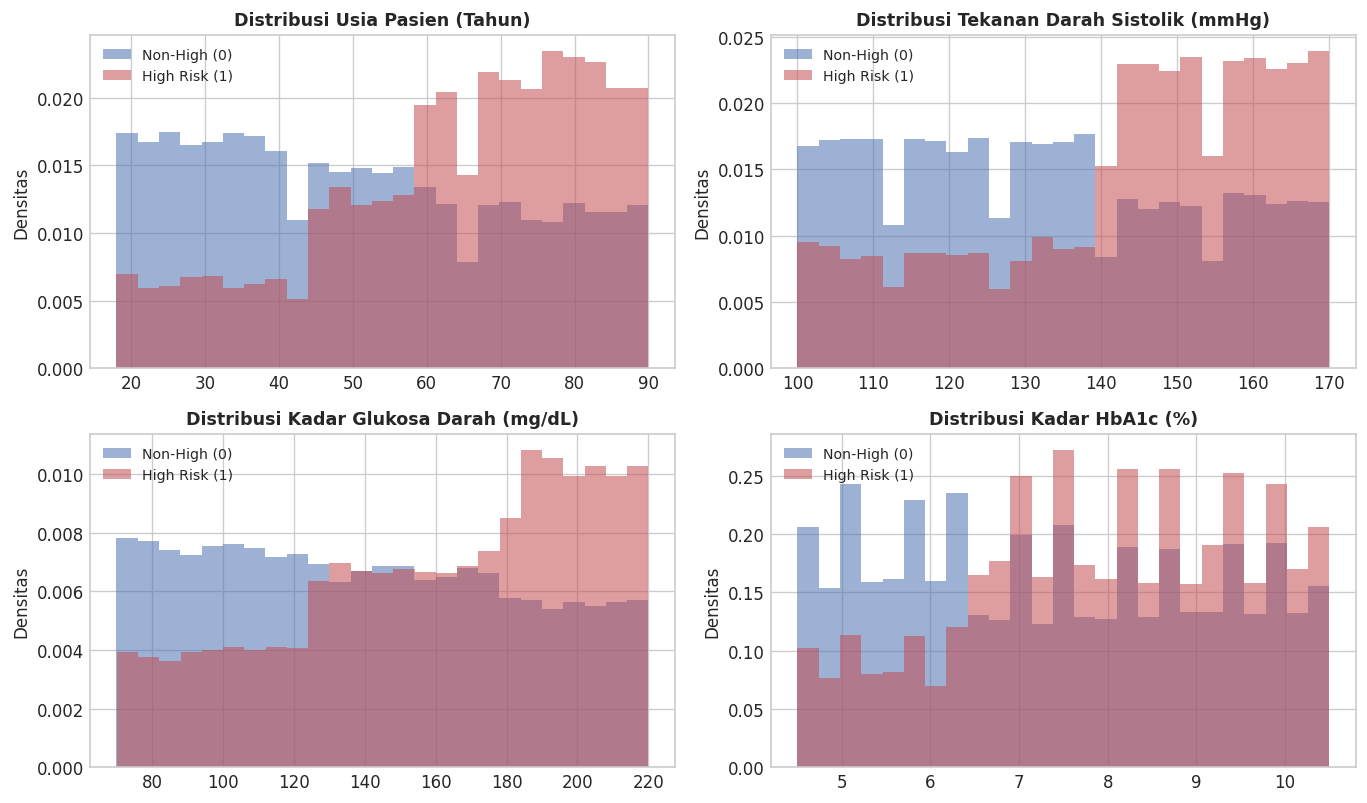 Distribusi Usia Pasien (Tahun)
Non-High (0)
High Risk (1)
Densitas
0.020
0.015
0.010
0.005
0.000
20 30 40 50 60 70 80 90
Distribusi Tekanan Darah Sistolik (mmHg)
Non-High (0)
High Risk (1)
Densitas
0.025
0.020
0.015
0.010
0.005
0.000
100 110 120 130 140 150 160 170
Distribusi Kadar Glukosa Darah (mg/dL)
Non-High (0)
High Risk (1)
Densitas
0.010
0.008
0.006
0.004
0.002
0.000
80 100 120 140 160 180 200 220
Distribusi Kadar HbA1c (%)
Non-High (0)
High Risk (1)
Densitas
0.25
0.20
0.15
0.10
0.05
0.00
5 6 7 8 9 10